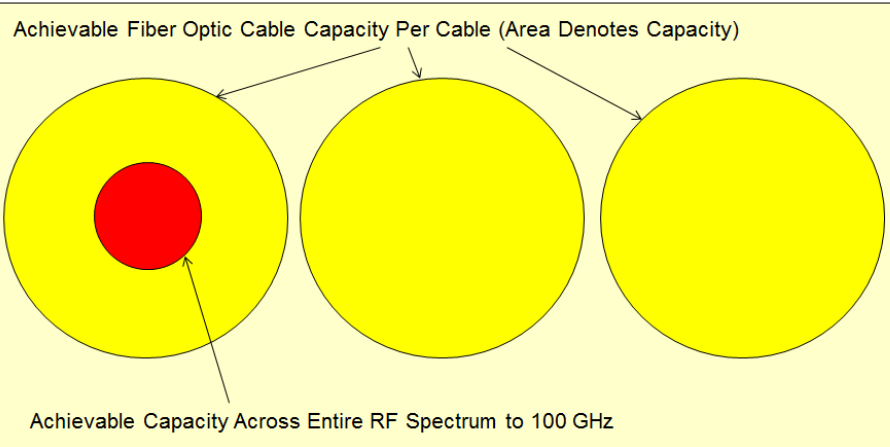 Achievable Fiber Optic Cable Capacity Per Cable (Area Denotes Capacity)
Achievable Capacity Across Entire RF Spectrum to 100 GHz